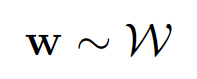 𝐰 ∼ 𝒲